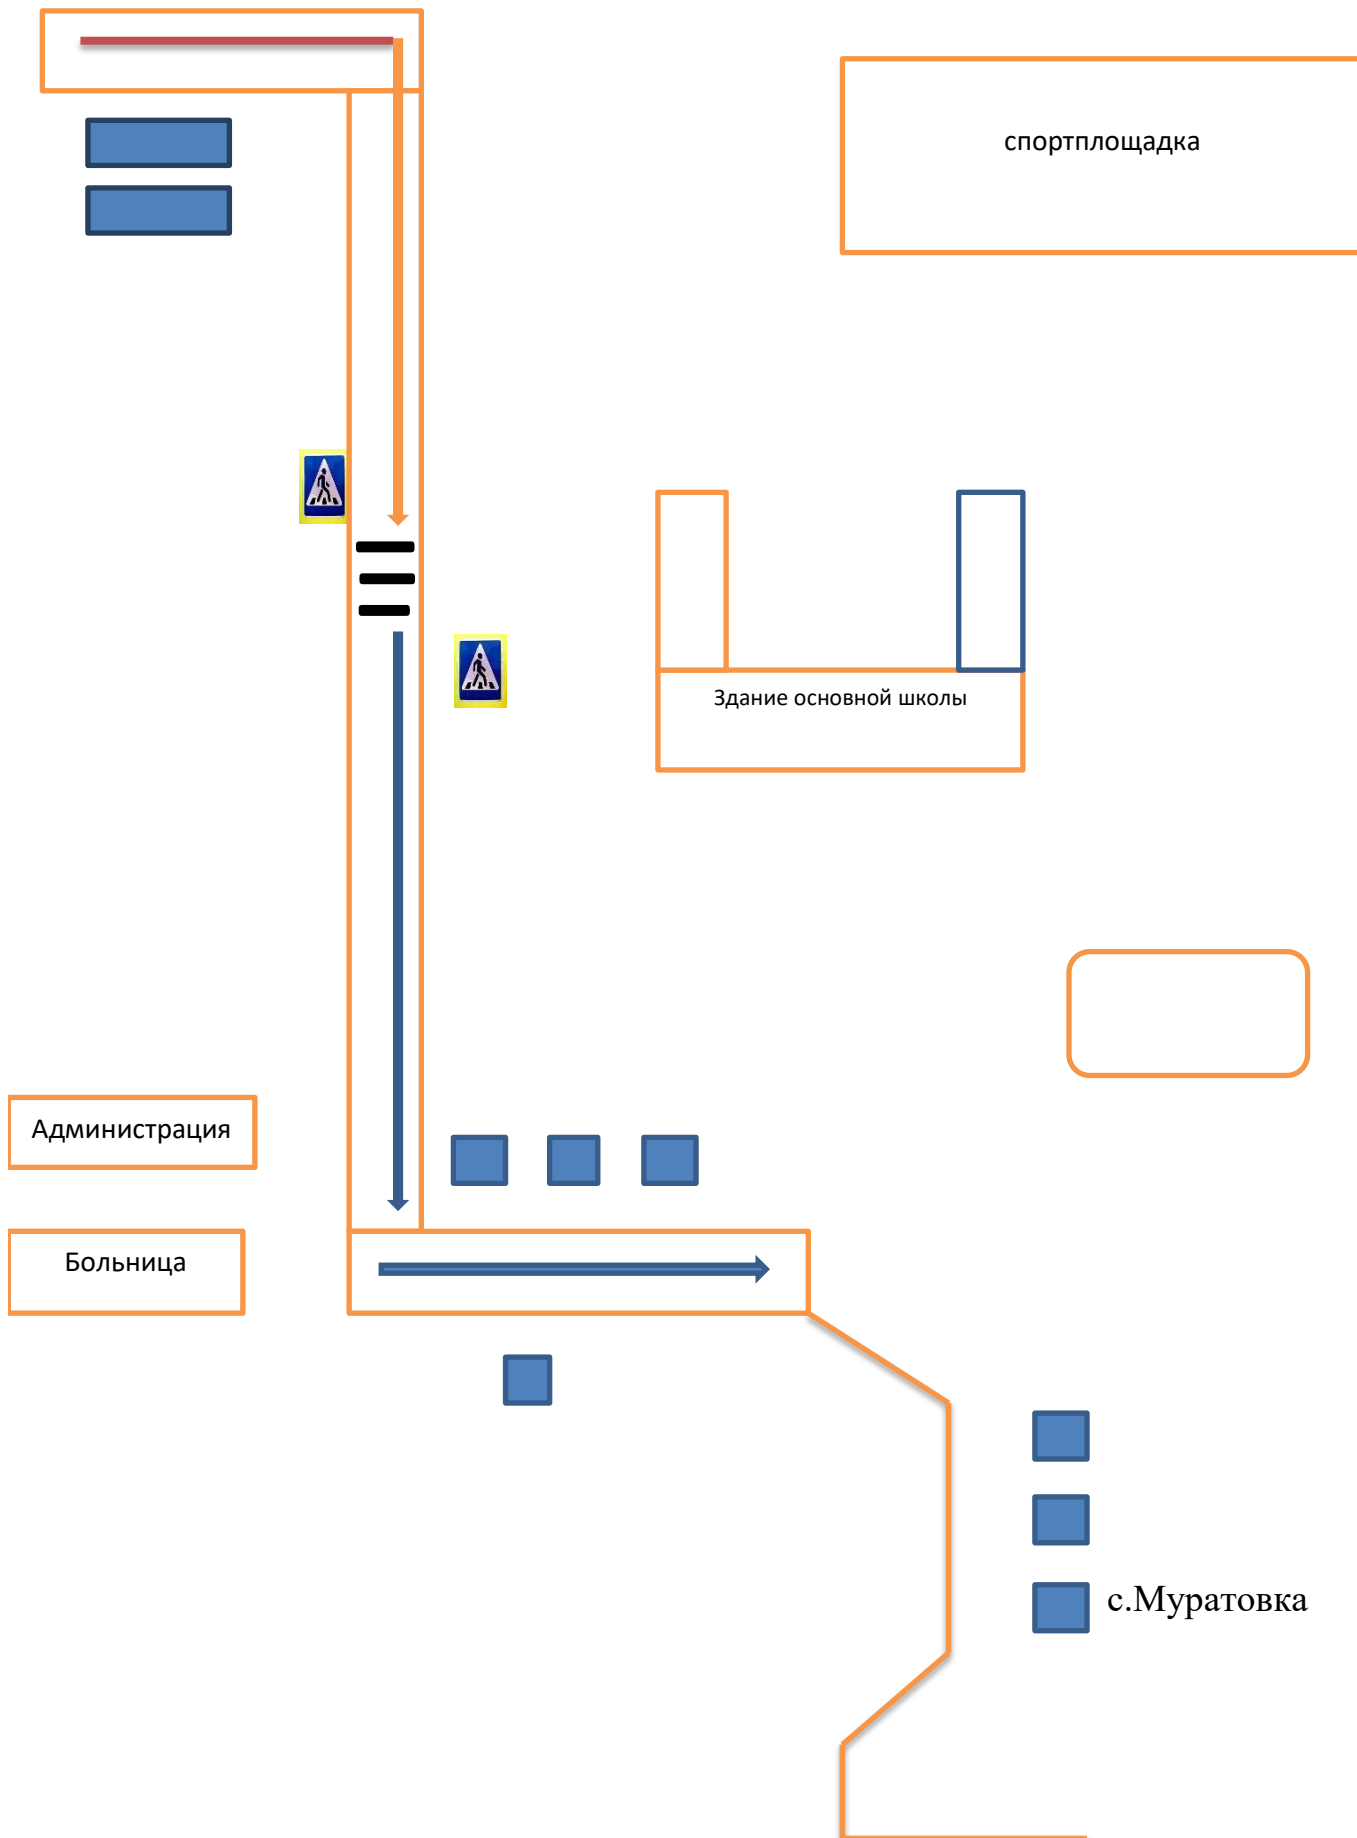 спортплощадка
Здание основной школы
Администрация
Больница
с.Муратовка